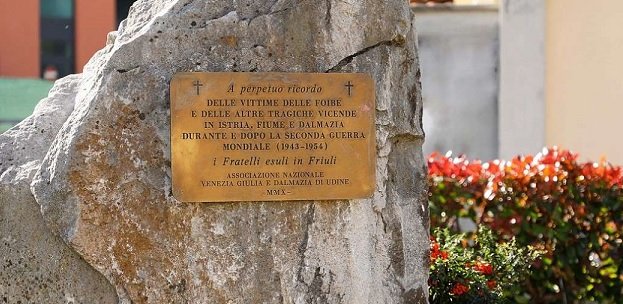 A perpetuo ricordo
DELLE VITTIME DELLE FOIBE
E DELLE ALTRE TRAGICHE VICENDE
IN ISTRIA, FIUME E DALMAZIA
DURANTE E DOPO LA SECONDA GUERRA
MONDIALE (1943-1954)
i Fratelli esuli in Friuli
ASSOCIAZIONE NAZIONALE
VENEZIA GIULIA E DALMAZIA DI UDINE
-MMX-